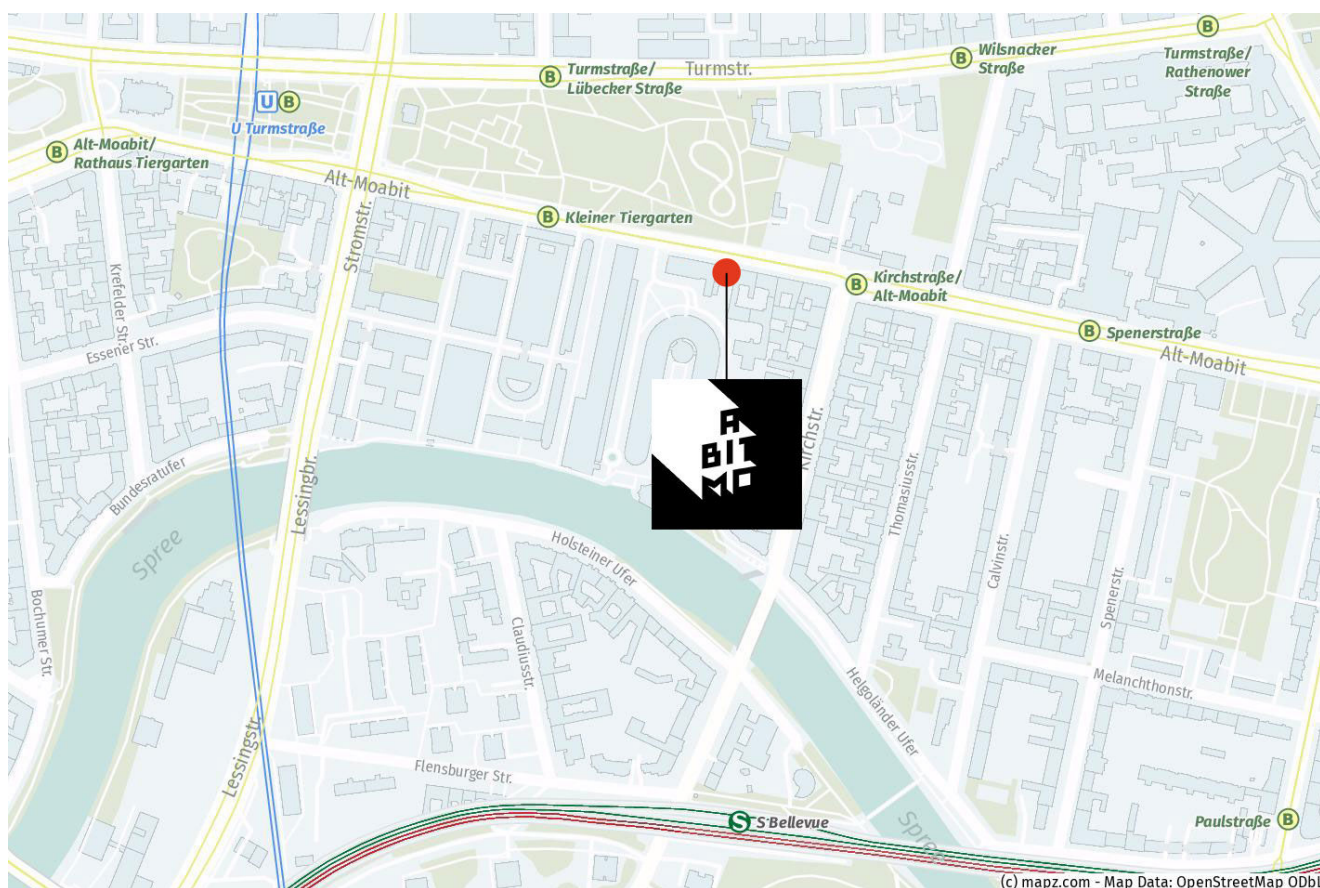 Wilsnacker
Straße
Turmstraße/
Lübecker Straße
Turmstr.
Turmstraße/
Rathenower
Straße
B
B
B
U
B
U Turmstraße
B
Alt-Moabit/
Rathaus Tiergarten
Alt-Moabit
B
Kleiner Tiergarten
Stromstr.
Krefelder Str.
B
Kirchstraße/
Alt-Moabit
B
Spenerstraße
Alt-Moabit
Essener Str.
A
BIT
MO
Kirchstr.
Bundesratufer
Lessingbr.
Thomasiusstr.
Spree
Holsteiner Ufer
Calvinstr.
Spenerstr.
Bochumer Str.
Claudiusstr.
Melanchthonstr.
Helgoländer Ufer
Lessingstr.
Flensburger Str.
S
S Bellevue
Spree
Paulstraße
B
(c) mapz.com - Map Data: OpenStreetMap ODbL